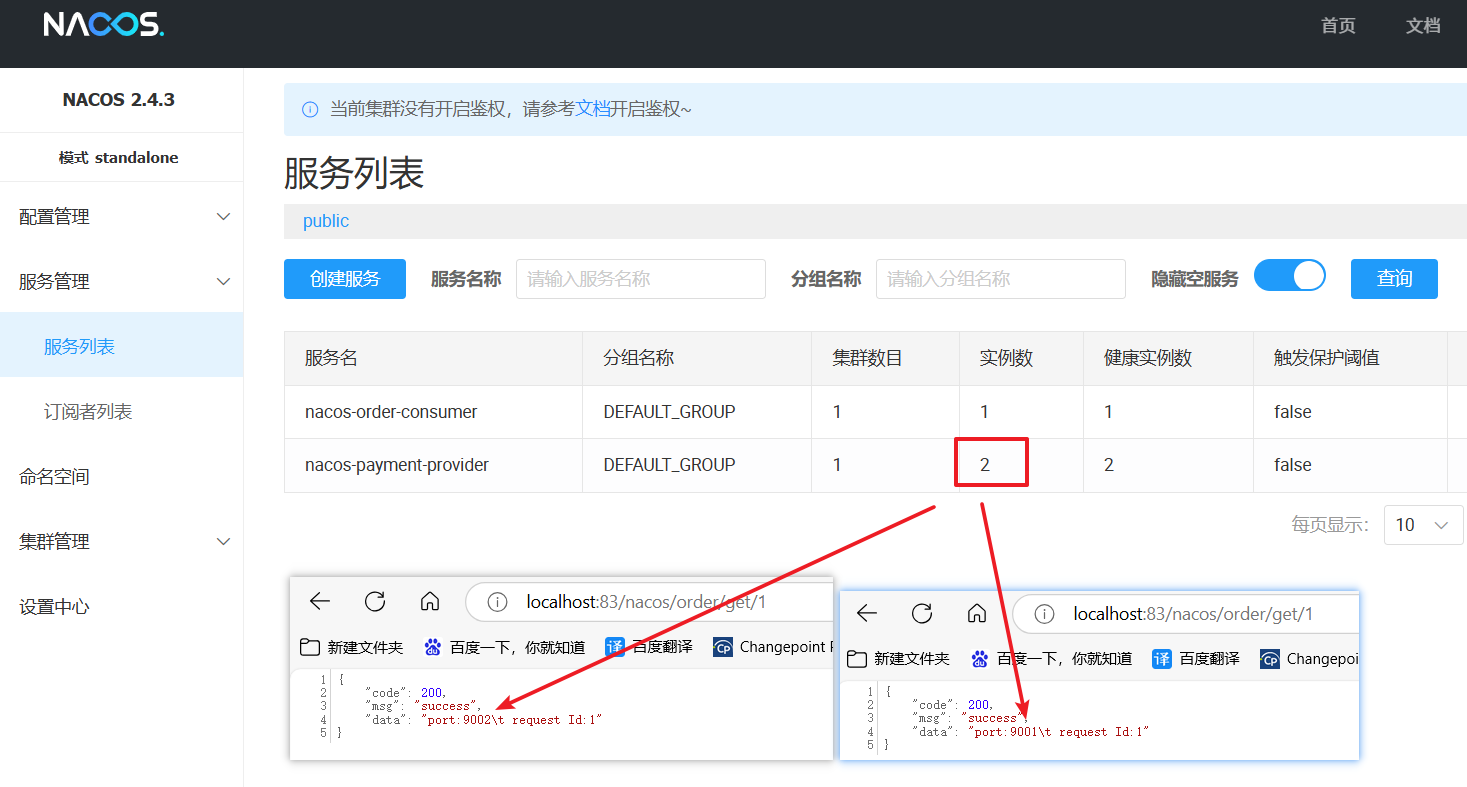 NACOS.
首页 文档
NACOS 2.4.3
模式 standalone
配置管理
服务管理
服务列表
订阅者列表
命名空间
集群管理
设置中心
当前集群没有开启鉴权，请参考文档开启鉴权~
服务列表
public
创建服务 服务名称 请输入服务名称 分组名称 请输入分组名称 隐藏空服务 查询
服务名 分组名称 集群数目 实例数 健康实例数 触发保护阈值
nacos-order-consumer DEFAULT_GROUP 1 1 1 false
nacos-payment-provider DEFAULT_GROUP 1 2 2 false
每页显示: 10
localhost:83/nacos/order/get/1
新建文件夹 百度一下，你就知道 译 百度翻译 CP Changepoint
1 {
2 "code": 200,
3 "msg": "success",
4 "data": "port:9002\t request Id:1"
5 }
localhost:83/nacos/order/get/1
新建文件夹 百度一下，你就知道 译 百度翻译 CP Changepoi
1 {
2 "code": 200,
3 "msg": "success",
4 "data": "port:9001\t request Id:1"
5 }